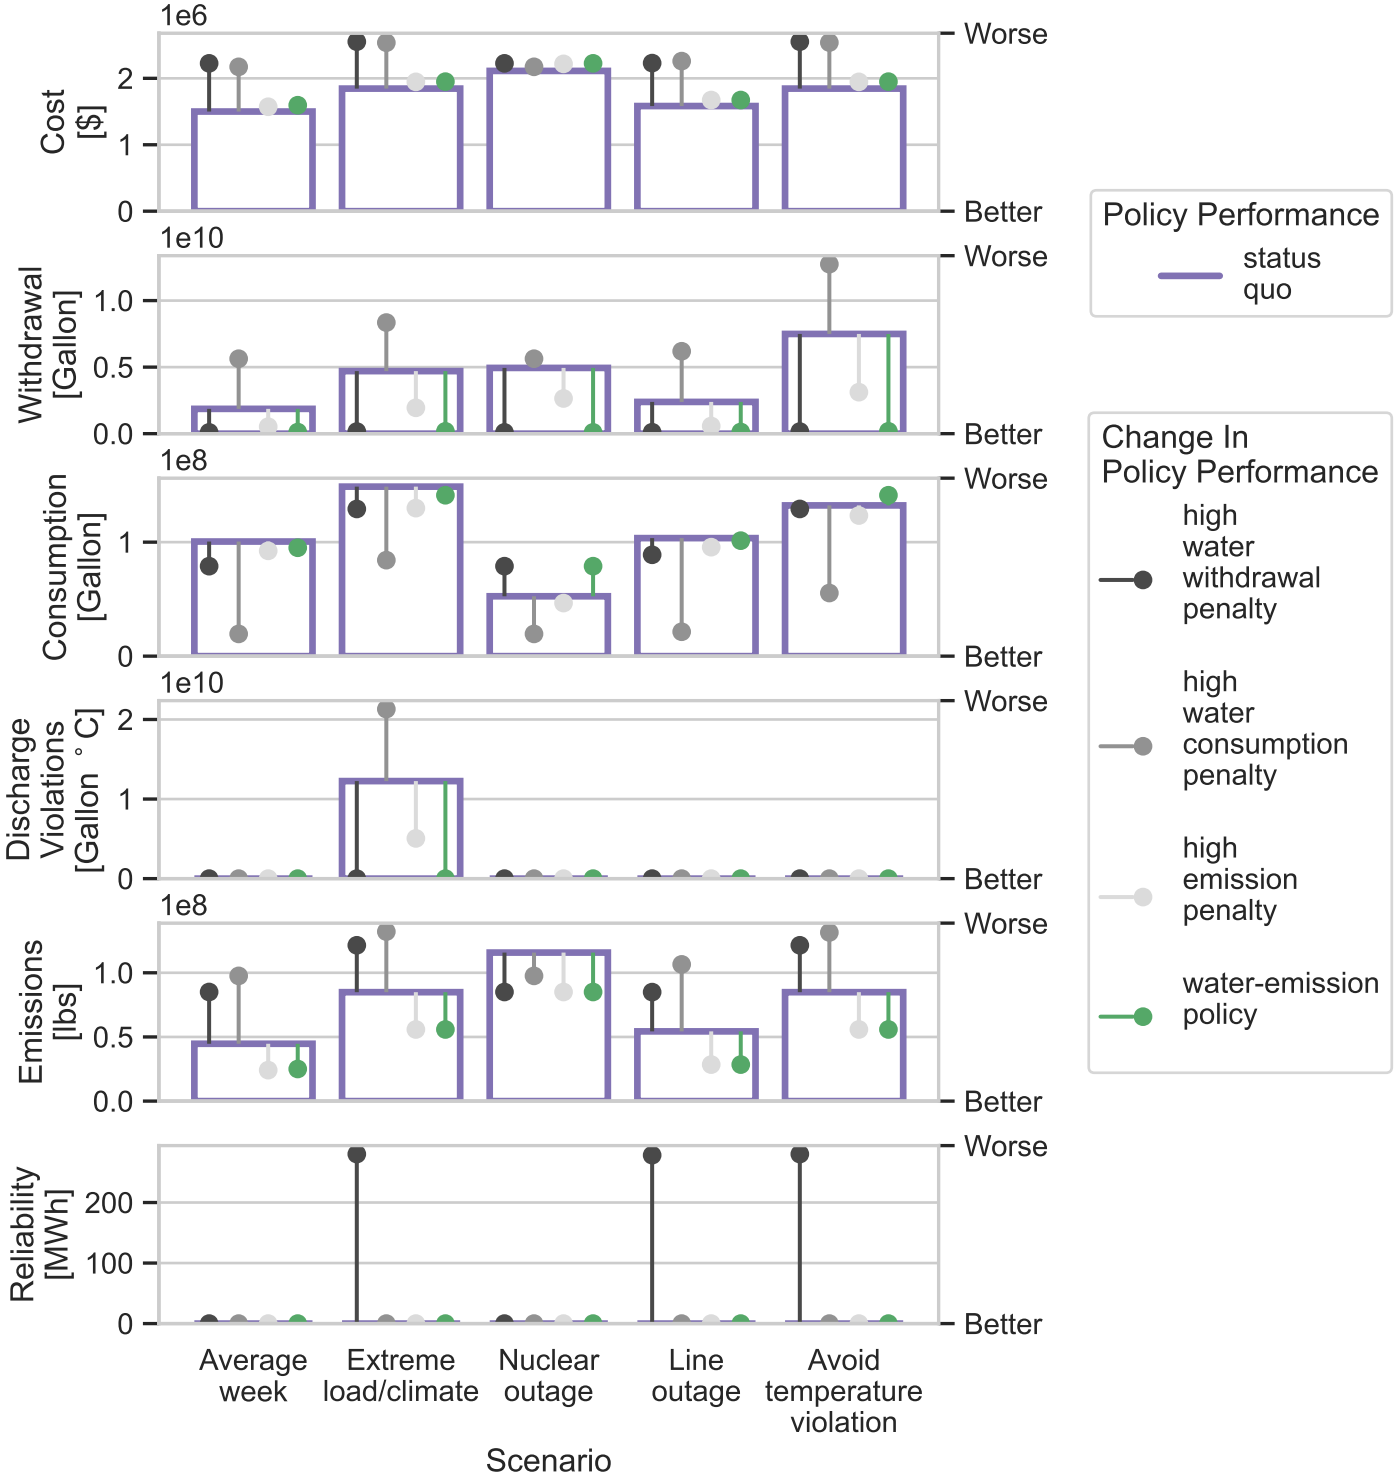 1e6
Cost
[$]
2
1
0
Worse
Better
1e10
Withdrawal
[Gallon]
1.0
0.5
0.0
Worse
Better
1e8
Consumption
[Gallon]
1
0
Worse
Better
1e10
Discharge
Violations
[Gallon °C]
2
1
0
Worse
Better
1e8
Emissions
[lbs]
1.0
0.5
0.0
Worse
Better
Reliability
[MWh]
200
100
0
Worse
Better
Average
week
Extreme
load/climate
Nuclear
outage
Line
outage
Avoid
temperature
violation
Scenario
Policy Performance
status
quo
Change In
Policy Performance
high
water
withdrawal
penalty
high
water
consumption
penalty
high
emission
penalty
water-emission
policy